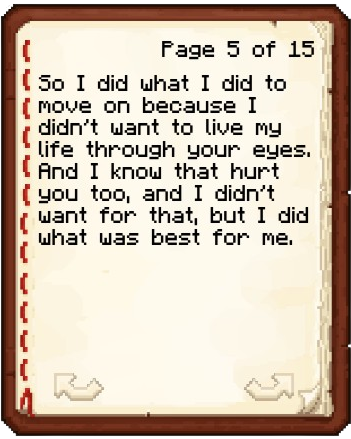 Page 5 of 15
So I did what I did to
move on because I
didn't want to live my
life through your eyes.
And I know that hurt
you too, and I didn't
want for that, but I did
what was best for me.